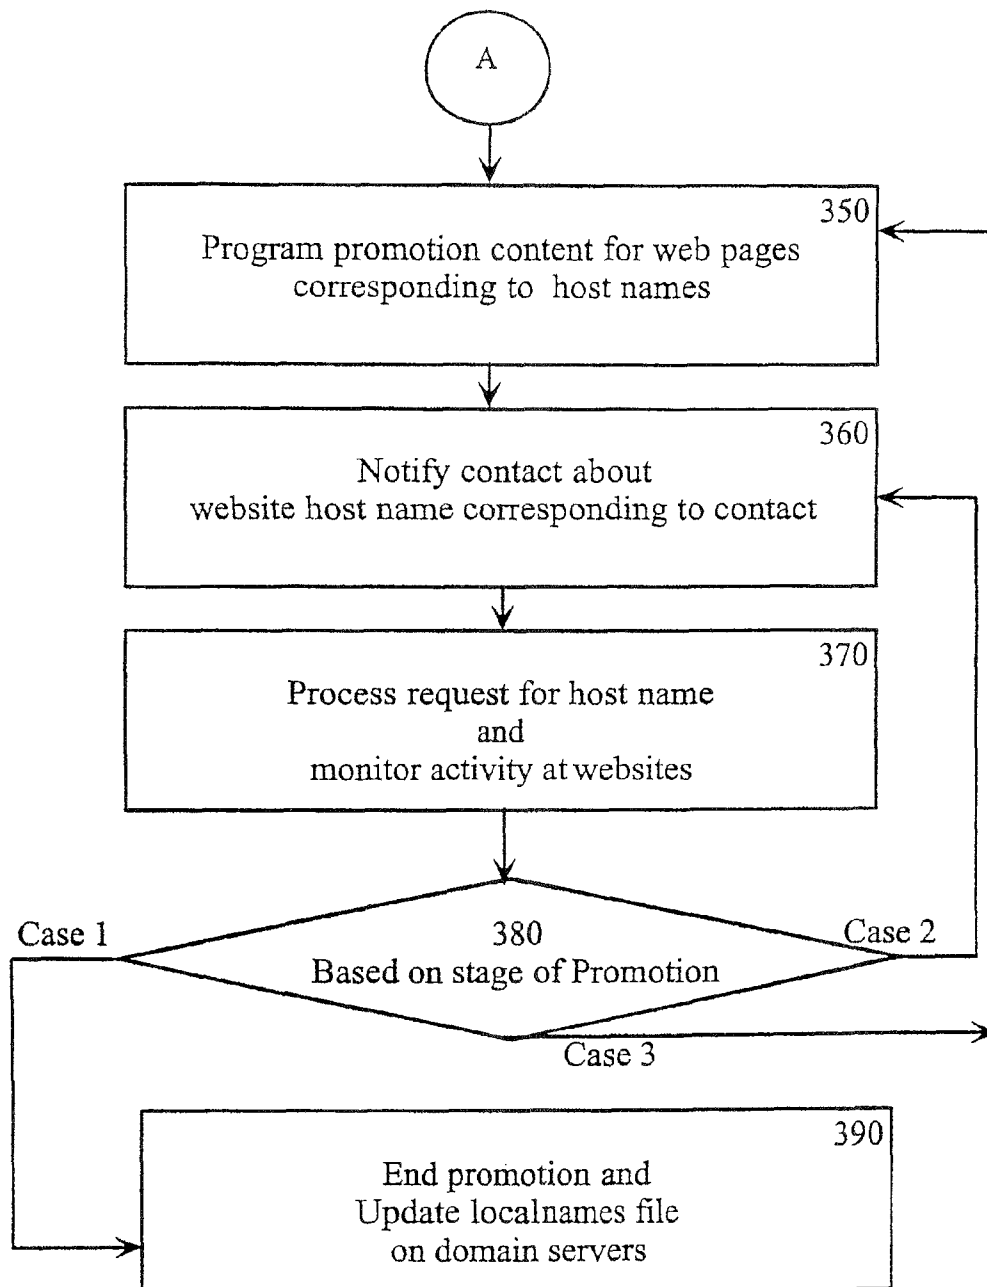 A
350
Program promotion content for web pages
corresponding to host names
360
Notify contact about
website host name corresponding to contact
370
Process request for host name
and
monitor activity at websites
Case 1
380
Case 2
Based on stage of Promotion
Case 3
390
End promotion and
Update localnames file
on domain servers